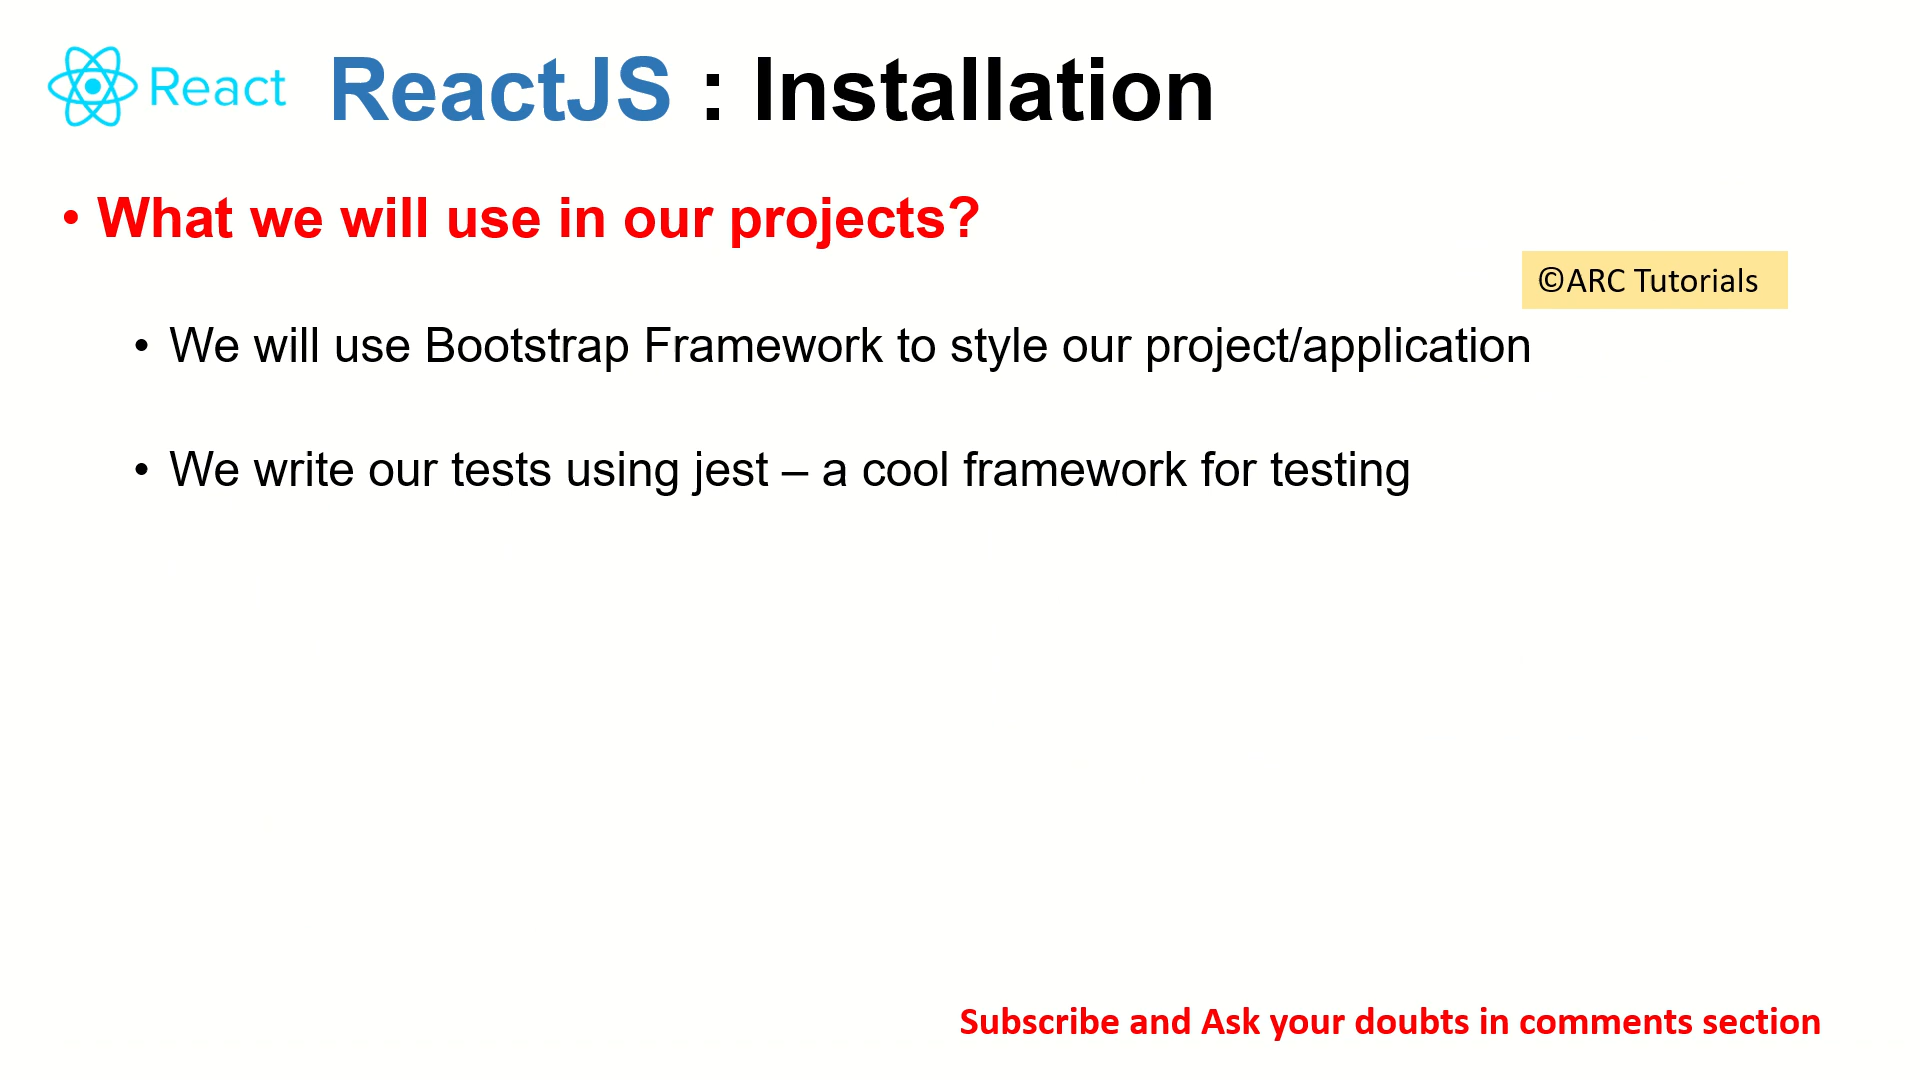 React
ReactJS : Installation
• What we will use in our projects?
©ARC Tutorials
• We will use Bootstrap Framework to style our project/application
• We write our tests using jest – a cool framework for testing
Subscribe and Ask your doubts in comments section